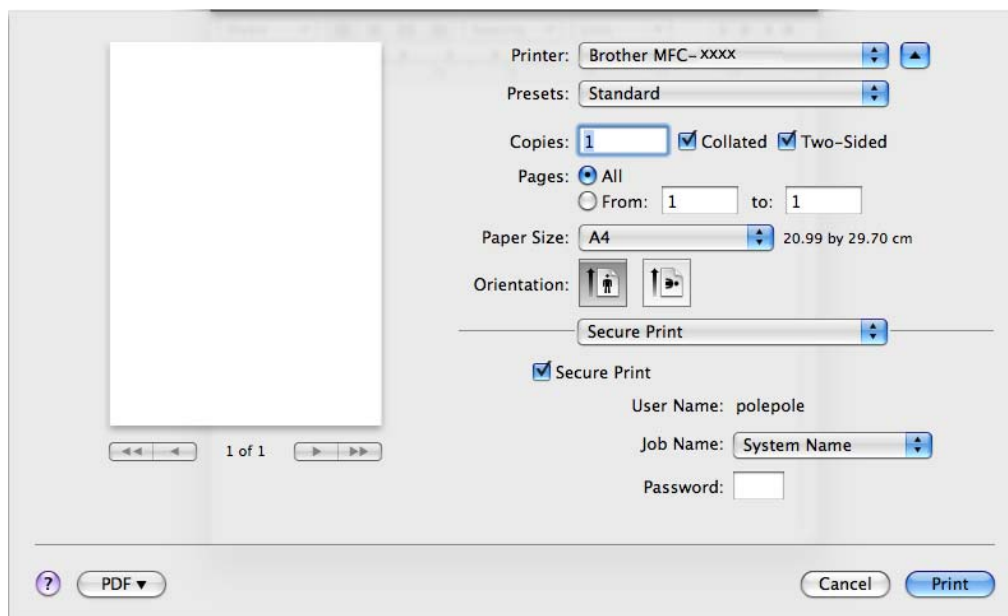 Printer: Brother MFC-xxxx
Presets: Standard
Copies: 1 Collated Two-Sided
Pages: All
From: 1 to: 1
Paper Size: A4 20.99 by 29.70 cm
Orientation:
Secure Print
Secure Print
User Name: polepole
1 of 1
Job Name: System Name
Password:
? PDF Cancel Print